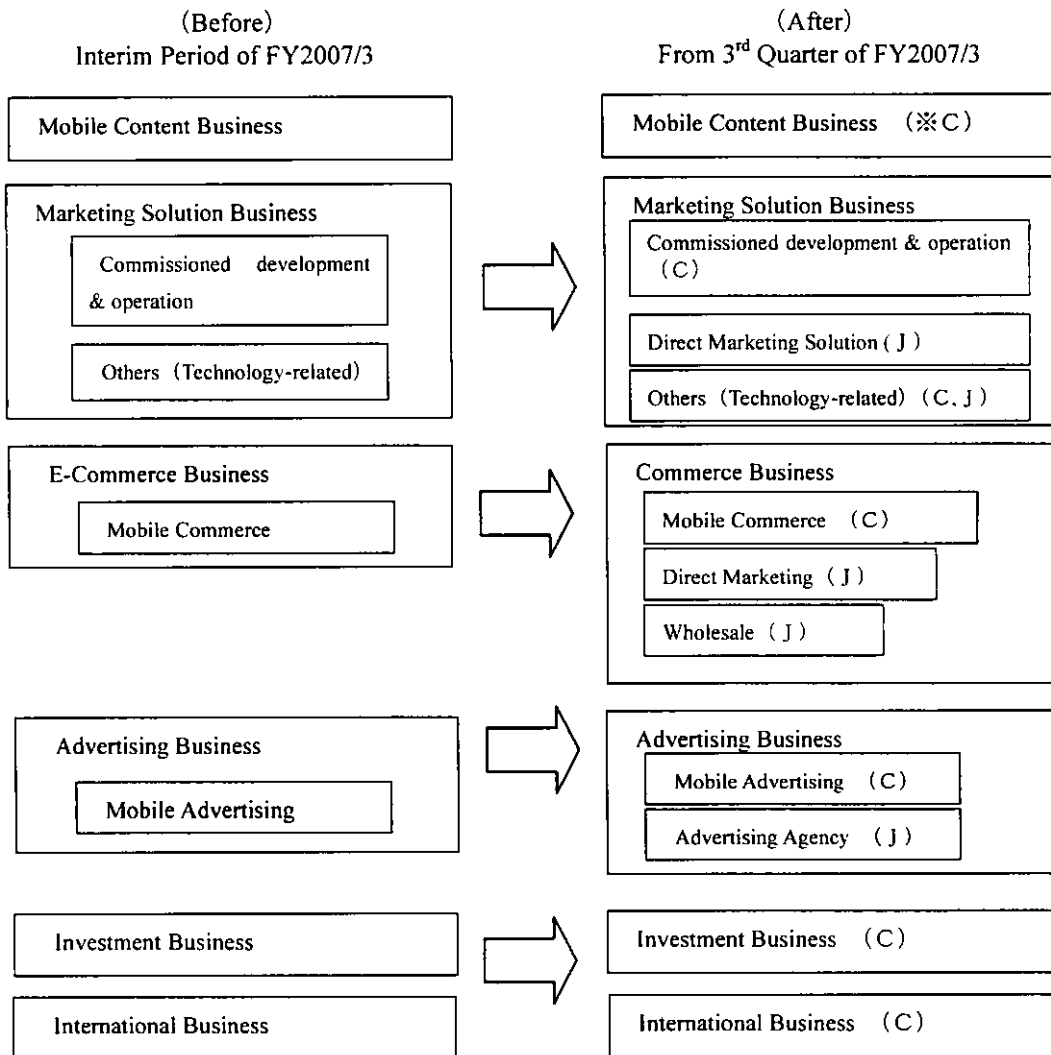 (Before)
Interim Period of FY2007/3
Mobile Content Business
Marketing Solution Business
Commissioned development
& operation
Others (Technology-related)
E-Commerce Business
Mobile Commerce
Advertising Business
Mobile Advertising
Investment Business
International Business
(After)
From 3rd Quarter of FY2007/3
Mobile Content Business (※C)
Marketing Solution Business
Commissioned development & operation
(C)
Direct Marketing Solution (J)
Others (Technology-related) (C、J)
Commerce Business
Mobile Commerce (C)
Direct Marketing (J)
Wholesale (J)
Advertising Business
Mobile Advertising (C)
Advertising Agency (J)
Investment Business (C)
International Business (C)